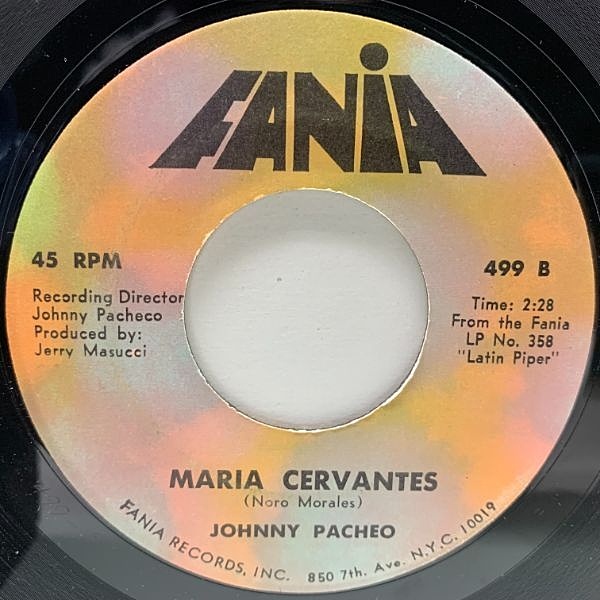 FANIA
45 RPM
499 B
Recording Director
Johnny Pacheco
Produced by:
Jerry Masucci
Time: 2:28
From the Fania
LP No. 358
"Latin Piper"
MARIA CERVANTES
(Noro Morales)
JOHNNY PACHEO
FANIA RECORDS, INC. 850 7th. Ave. N.Y.C. 10019